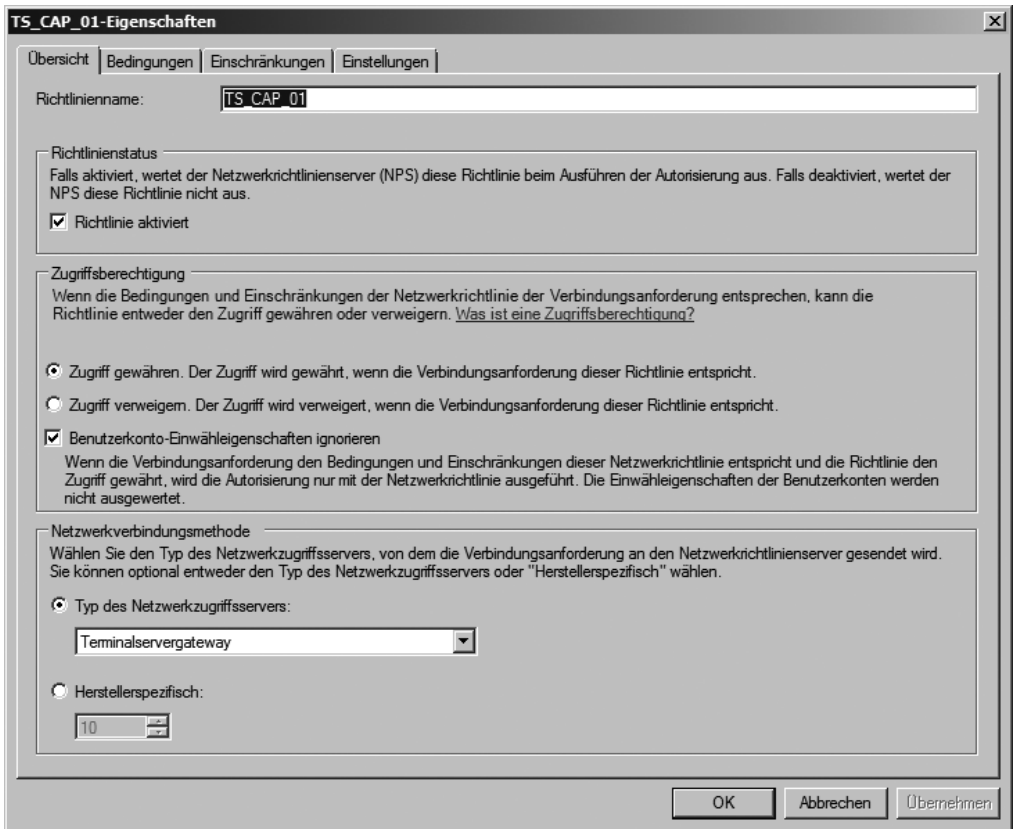 TS_CAP_01-Eigenschaften
Übersicht Bedingungen Einschränkungen Einstellungen
Richtlinienname: TS_CAP_01
Richtlinienstatus
Falls aktiviert, wertet der Netzwerkrichtlinienserver (NPS) diese Richtlinie beim Ausführen der Autorisierung aus. Falls deaktiviert, wertet der
NPS diese Richtlinie nicht aus.
Richtlinie aktiviert
Zugriffsberechtigung
Wenn die Bedingungen und Einschränkungen der Netzwerkrichtlinie der Verbindungsanforderung entsprechen, kann die
Richtlinie entweder den Zugriff gewähren oder verweigern. Was ist eine Zugriffsberechtigung?
Zugriff gewähren. Der Zugriff wird gewährt, wenn die Verbindungsanforderung dieser Richtlinie entspricht.
Zugriff verweigern. Der Zugriff wird verweigert, wenn die Verbindungsanforderung dieser Richtlinie entspricht.
Benutzerkonto-Einwähleigenschaften ignorieren
Wenn die Verbindungsanforderung den Bedingungen und Einschränkungen dieser Netzwerkrichtlinie entspricht und die Richtlinie den
Zugriff gewährt, wird die Autorisierung nur mit der Netzwerkrichtlinie ausgeführt. Die Einwähleigenschaften der Benutzerkonten werden
nicht ausgewertet.
Netzwerkverbindungsmethode
Wählen Sie den Typ des Netzwerkzugriffsservers, von dem die Verbindungsanforderung an den Netzwerkrichtlinienserver gesendet wird.
Sie können optional entweder den Typ des Netzwerkzugriffsservers oder "Herstellerspezifisch" wählen.
Typ des Netzwerkzugriffsservers:
Terminalservergateway
Herstellerspezifisch:
10
OK Abbrechen Übernehmen